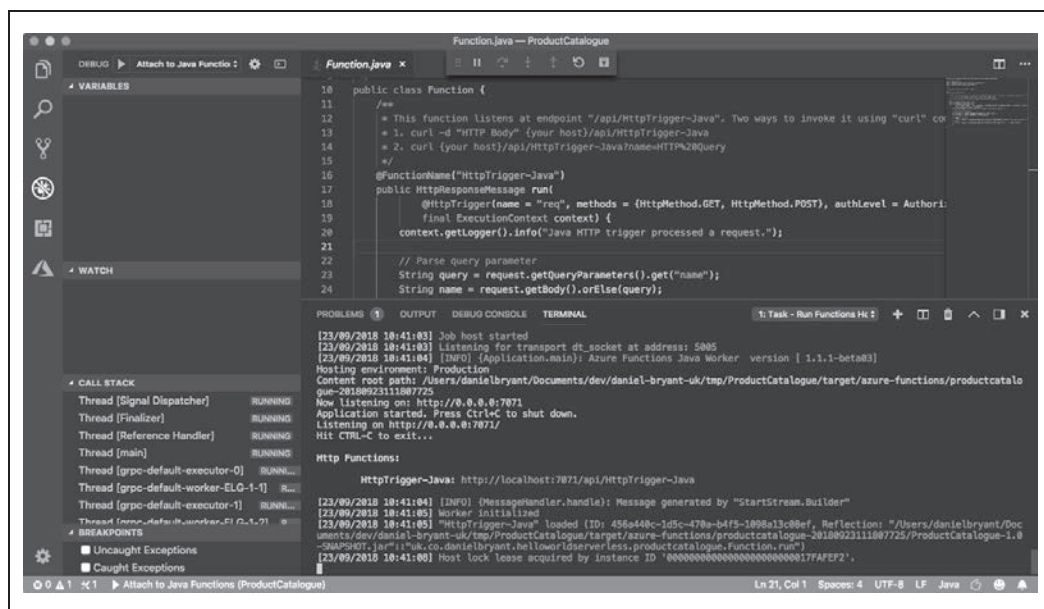 Function.java — ProductCatalogue
DEBUG
Attach to Java Functio
VARIABLES
WATCH
CALL STACK
Thread [Signal Dispatcher] RUNNING
Thread [Finalizer] RUNNING
Thread [Reference Handler] RUNNING
Thread [main] RUNNING
Thread [grpc-default-executor-0] RUNNI...
Thread [grpc-default-worker-ELG-1-1] R...
Thread [grpc-default-executor-1] RUNNI...
Thread [grpc-default-worker-ELG-1-2] R...
BREAKPOINTS
Uncaught Exceptions
Caught Exceptions
Function.java ×
10 public class Function {
11 /**
12 * This function listens at endpoint "/api/HttpTrigger-Java". Two ways to invoke it using "curl" co
13 * 1. curl -d "HTTP Body" {your host}/api/HttpTrigger-Java
14 * 2. curl {your host}/api/HttpTrigger-Java?name=HTTP%20Query
15 */
16 @FunctionName("HttpTrigger-Java")
17 public HttpResponseMessage run(
18 @HttpTrigger(name = "req", methods = {HttpMethod.GET, HttpMethod.POST}, authLevel = Authori
19 final ExecutionContext context) {
20 context.getLogger().info("Java HTTP trigger processed a request.");
21
22 // Parse query parameter
23 String query = request.getQueryParameters().get("name");
24 String name = request.getBody().orElse(query);
PROBLEMS 1 OUTPUT DEBUG CONSOLE TERMINAL 1: Task - Run Functions Hc
[23/09/2018 10:41:03] Job host started
[23/09/2018 10:41:03] Listening for transport dt_socket at address: 5005
[23/09/2018 10:41:04] [INFO] {Application.main}: Azure Functions Java Worker version [ 1.1.1-beta03]
Hosting environment: Production
Content root path: /Users/danielbryant/Documents/dev/daniel-bryant-uk/tmp/ProductCatalogue/target/azure-functions/productcatalo
gue-20180923111807725
Now listening on: http://0.0.0.0:7071
Application started. Press Ctrl+C to shut down.
Listening on http://0.0.0.0:7071/
Hit CTRL-C to exit...
Http Functions:
HttpTrigger-Java: http://localhost:7071/api/HttpTrigger-Java
[23/09/2018 10:41:04] [INFO] {MessageHandler.handle}: Message generated by "StartStream.Builder"
[23/09/2018 10:41:05] Worker initialized
[23/09/2018 10:41:05] "HttpTrigger-Java" loaded (ID: 456a440c-1d5c-470a-b4f5-1098a13c08ef, Reflection: "/Users/danielbryant/Doc
uments/dev/daniel-bryant-uk/tmp/ProductCatalogue/target/azure-functions/productcatalogue-20180923111807725/ProductCatalogue-1.0
-SNAPSHOT.jar"::"uk.co.danielbryant.helloworldserverless.productcatalogue.Function.run")
[23/09/2018 10:41:08] Host lock lease acquired by instance ID '000000000000000000000000017FAFEF2'.
0 1 1 Attach to Java Functions (ProductCatalogue) Ln 21, Col 1 Spaces: 4 UTF-8 LF Java